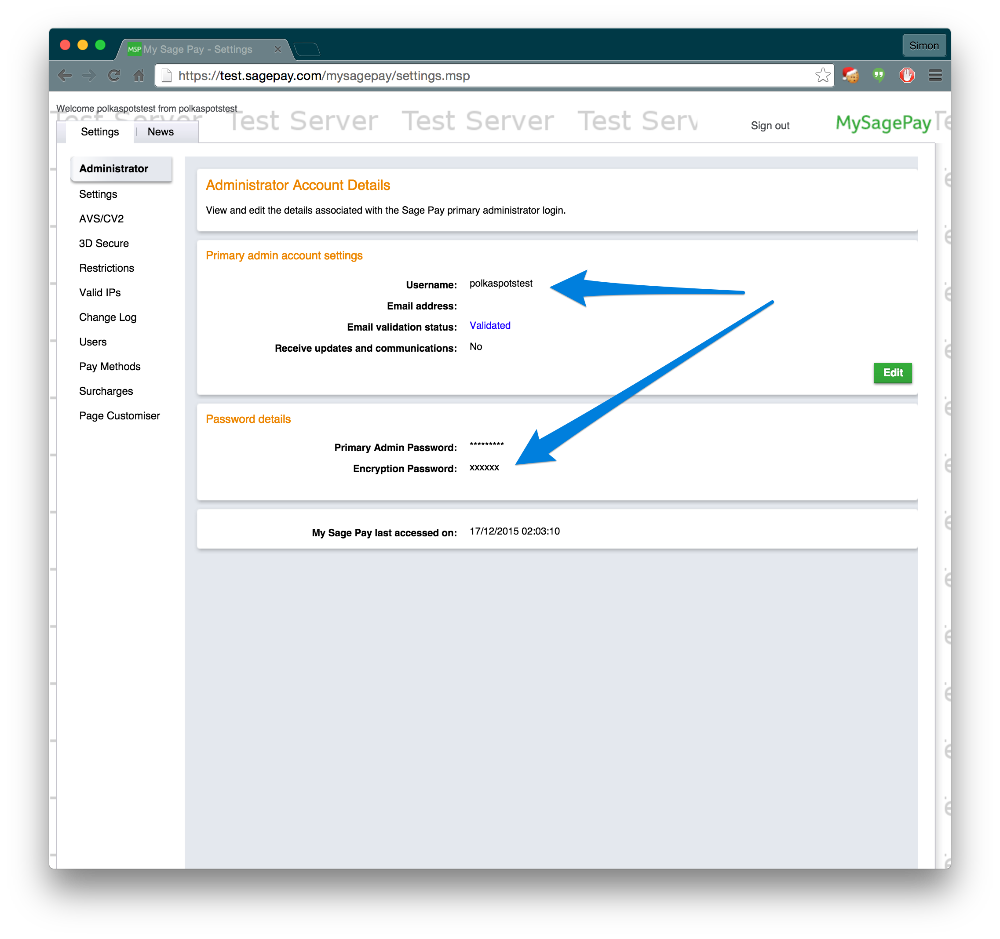 MSP My Sage Pay - Settings
Simon
https://test.sagepay.com/mysagepay/settings.msp
Welcome polkaspotstest from polkaspotstest
Test Server Test Server Test Server Test Serv
Settings News
Sign out
MySagePay
Administrator
Settings
AVS/CV2
3D Secure
Restrictions
Valid IPs
Change Log
Users
Pay Methods
Surcharges
Page Customiser
Administrator Account Details
View and edit the details associated with the Sage Pay primary administrator login.
Primary admin account settings
Username: polkaspotstest
Email address:
Email validation status: Validated
Receive updates and communications: No
Edit
Password details
Primary Admin Password: *********
Encryption Password: xxxxxx
My Sage Pay last accessed on: 17/12/2015 02:03:10